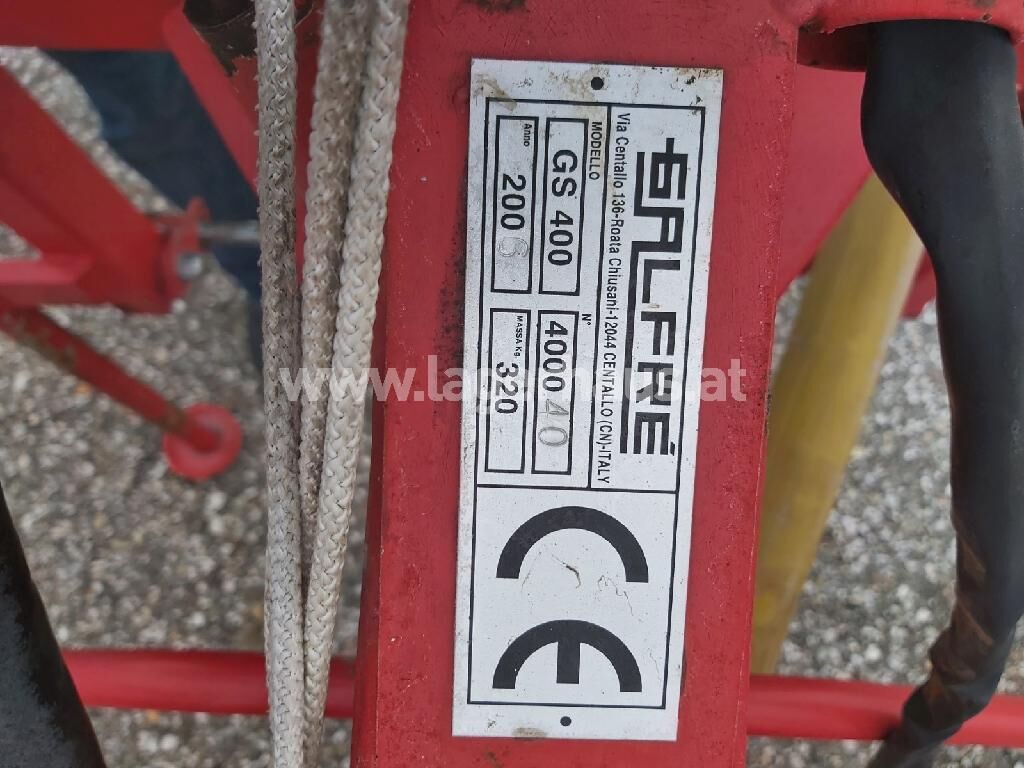 GALFRÉ
Via Centallo 136-Roata Chiusani-12044 CENTALLO (CN)-ITALY
MODELLO GS 400 N° 400040
Anno 2006 MASSA Kg. 320
CE
www.lagerhaus.at